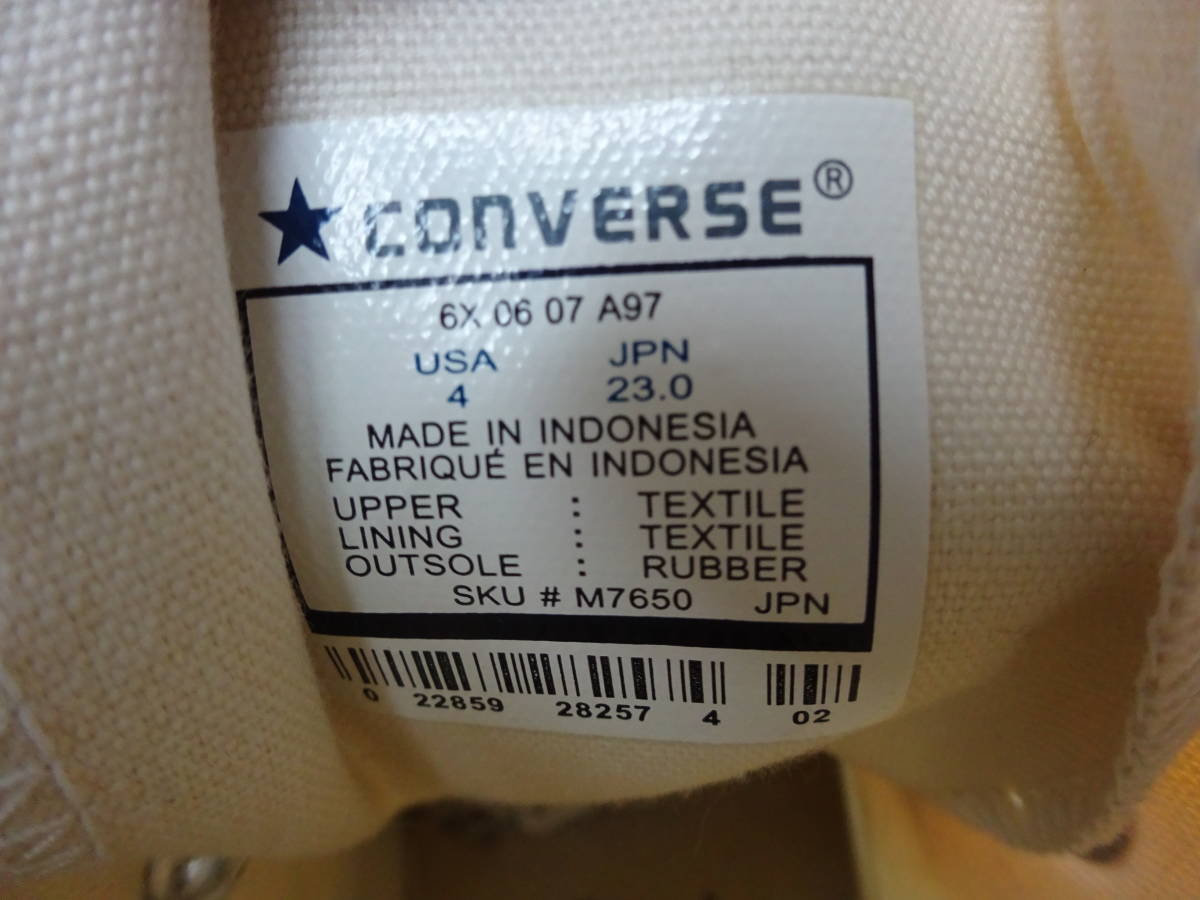 CONVERSE®
6X 06 07 A97
USA JPN
4 23.0
MADE IN INDONESIA
FABRIQUÉ EN INDONESIA
UPPER : TEXTILE
LINING : TEXTILE
OUTSOLE : RUBBER
SKU # M7650 JPN
0 22859 28257 4 02